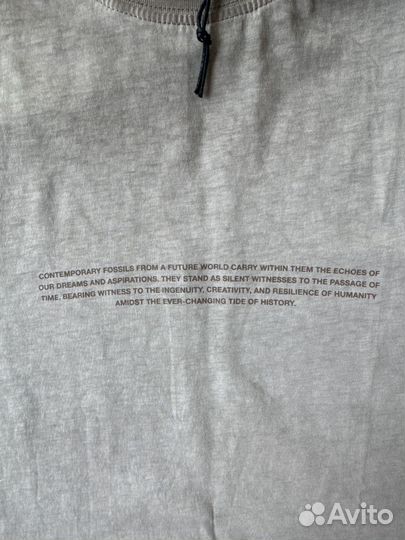 CONTEMPORARY FOSSILS FROM A FUTURE WORLD CARRY WITHIN THEM THE ECHOES OF
OUR DREAMS AND ASPIRATIONS. THEY STAND AS SILENT WITNESSES TO THE PASSAGE OF
TIME, BEARING WITNESS TO THE INGENUITY, CREATIVITY, AND RESILIENCE OF HUMANITY
AMIDST THE EVER-CHANGING TIDE OF HISTORY.
Avito